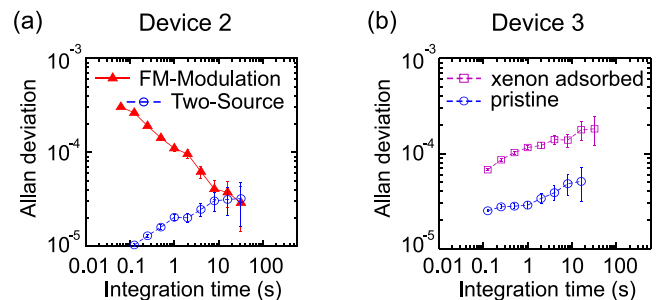 (a) Device 2
10⁻³
FM-Modulation
Two-Source
10⁻⁴
10⁻⁵
Allan deviation
0.01 0.1 1 10 100
Integration time (s)
(b) Device 3
10⁻³
xenon adsorbed
pristine
10⁻⁴
10⁻⁵
Allan deviation
0.01 0.1 1 10 100
Integration time (s)